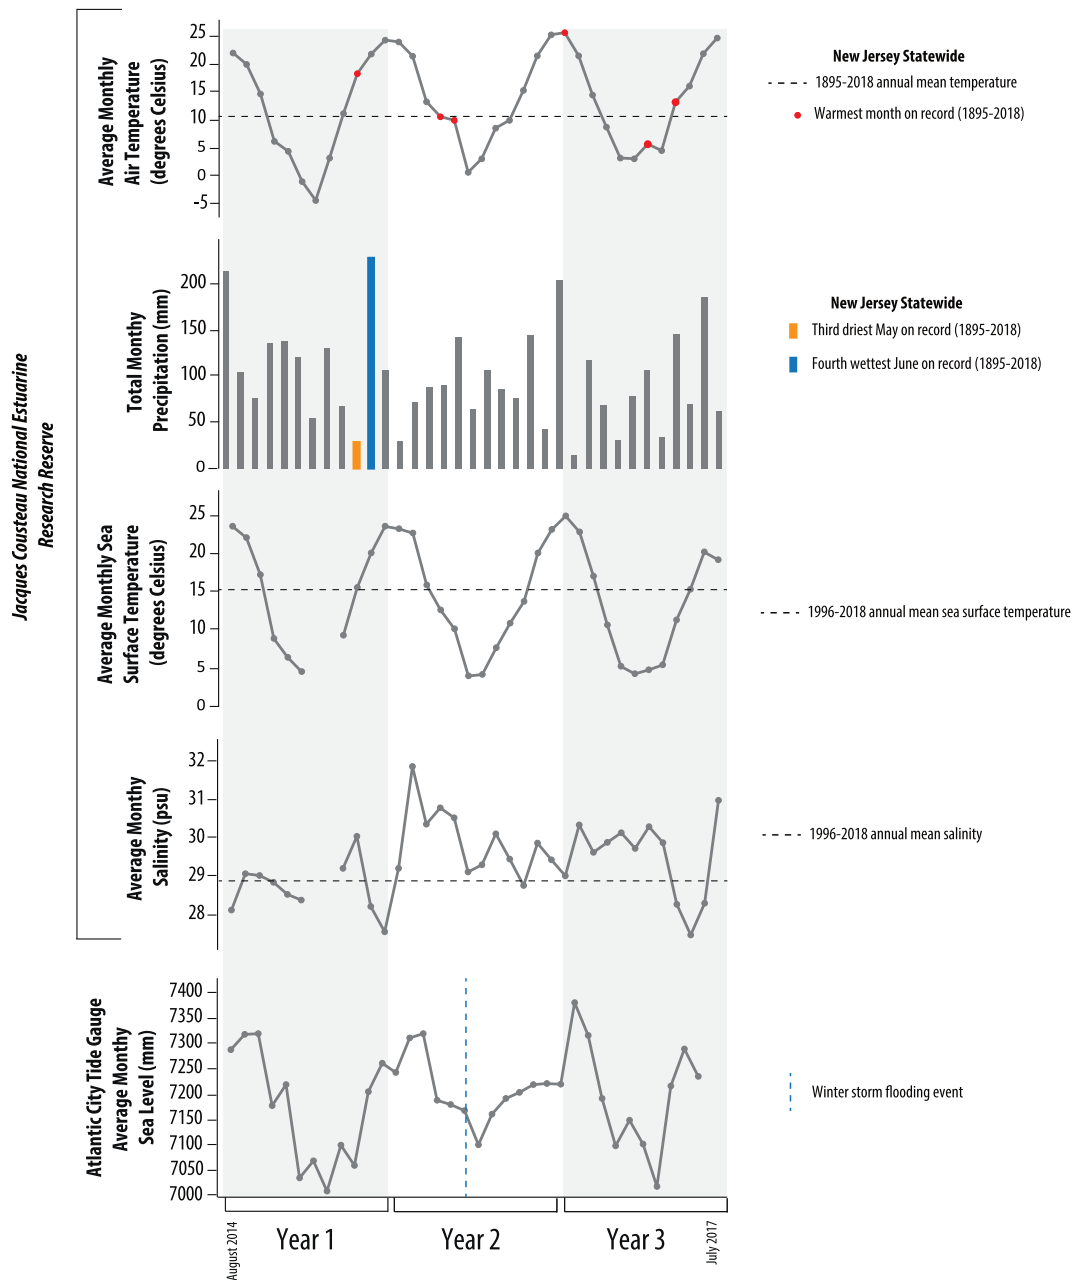 Jacques Cousteau National Estuarine
Research Reserve
Average Monthly
Air Temperature
(degrees Celsius)
25
20
15
10
5
0
-5
New Jersey Statewide
1895-2018 annual mean temperature
Warmest month on record (1895-2018)
Total Monthy
Precipitation (mm)
200
150
100
50
0
New Jersey Statewide
Third driest May on record (1895-2018)
Fourth wettest June on record (1895-2018)
Average Monthly Sea
Surface Temperature
(degrees Celsius)
25
20
15
10
5
0
1996-2018 annual mean sea surface temperature
Average Monthy
Salinity (psu)
32
31
30
29
28
1996-2018 annual mean salinity
Atlantic City Tide Gauge
Average Monthy
Sea Level (mm)
7400
7350
7300
7250
7200
7150
7100
7050
7000
Winter storm flooding event
August 2014
Year 1
Year 2
Year 3
July 2017